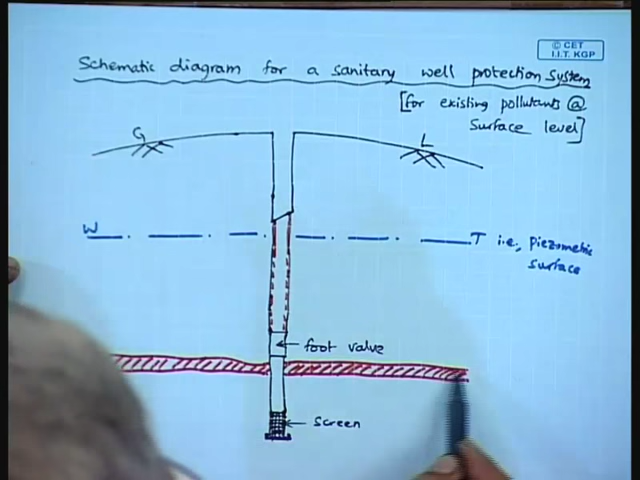 © CET
I.I.T. KGP
Schematic diagram for a sanitary well protection system
[for existing pollutants @
surface level]
G
L
W
T i.e., piezometric
surface
foot valve
screen